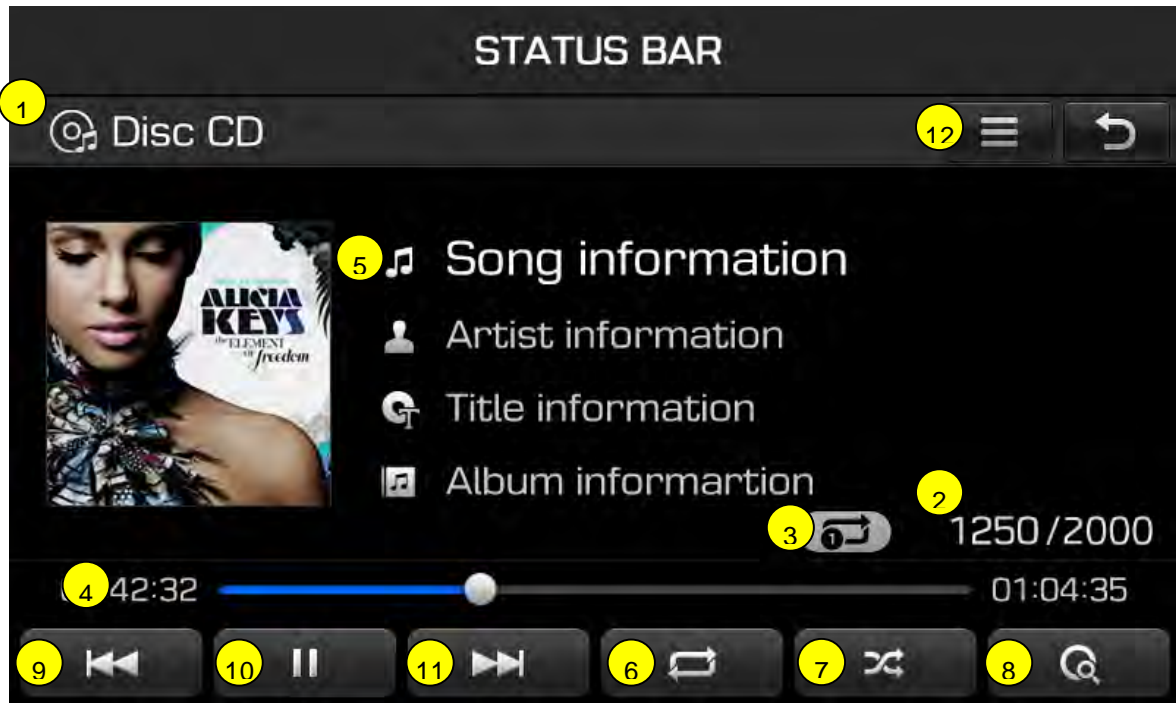 STATUS BAR
1
Disc CD
12
5
Song information
ALICIA
KEYS
THE ELEMENT
OF freedom
Artist information
Title information
Album informartion
3
2
1250/2000
4
42:32
01:04:35
9
10
11
6
7
8